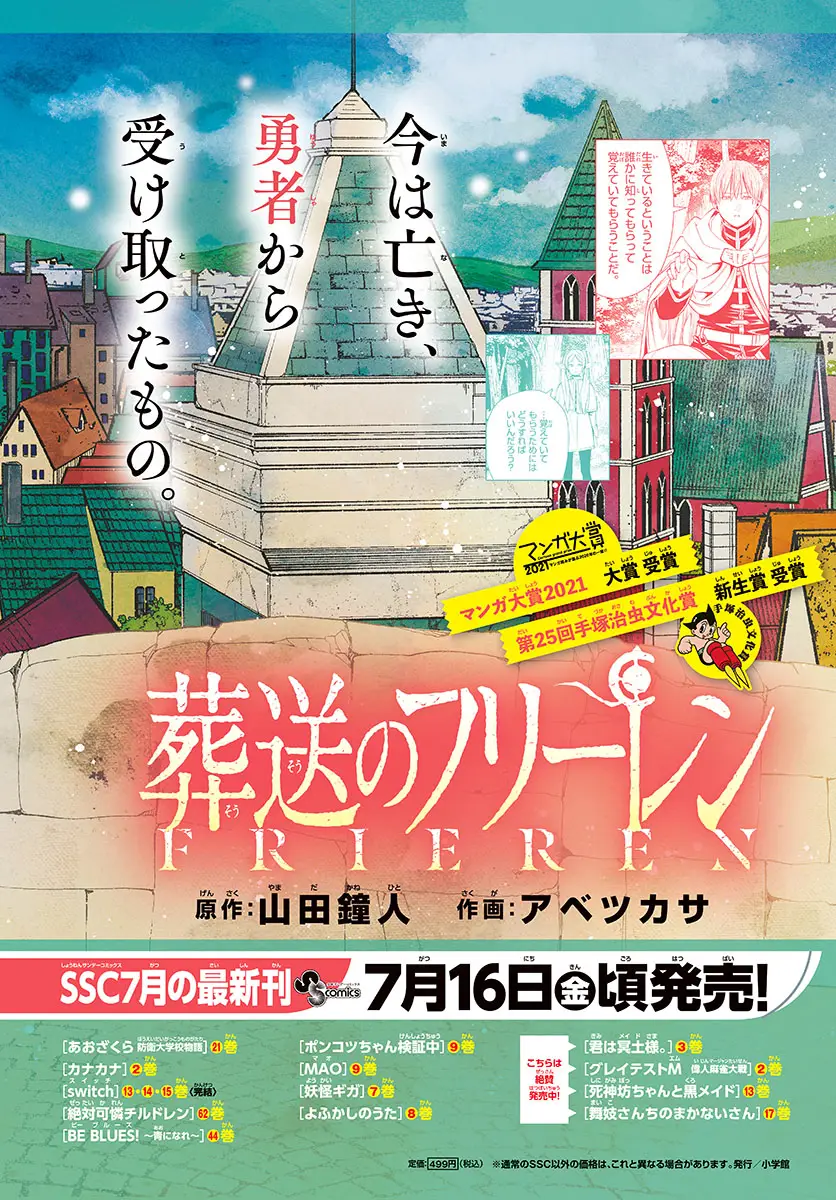 今は亡き、
勇者から
受け取ったもの。
生きているということは
誰かに知ってもらって
覚えていてもらうことだ。
…覚えていて
もらうためには
どうすれば
いいんだろう？
マンガ大賞
2021
マンガ大賞2021 大賞 受賞
第25回手塚治虫文化賞 新生賞 受賞
手塚治虫文化賞
葬送のフリーレン
FRIEREN
原作:山田鐘人 作画:アベツカサ
SSC7月の最新刊 SScomics 7月16日㊎頃発売!
[あおざくら 防衛大学校物語] 21巻
[カナカナ] 2巻
[switch] 13・14・15巻〈完結〉
[絶対可憐チルドレン] 62巻
[BE BLUES! 〜青になれ〜] 44巻
[ポンコツちゃん検証中] 9巻
[MAO] 9巻
[妖怪ギガ] 7巻
[よふかしのうた] 8巻
こちらは
絶賛
発売中!
[君は冥土様。] 3巻
[グレイテストM 偉人麻雀大戦] 2巻
[死神坊ちゃんと黒メイド] 13巻
[舞妓さんちのまかないさん] 17巻
定価:499円(税込) ※通常のSSC以外の価格は、これと異なる場合があります。発行／小学館